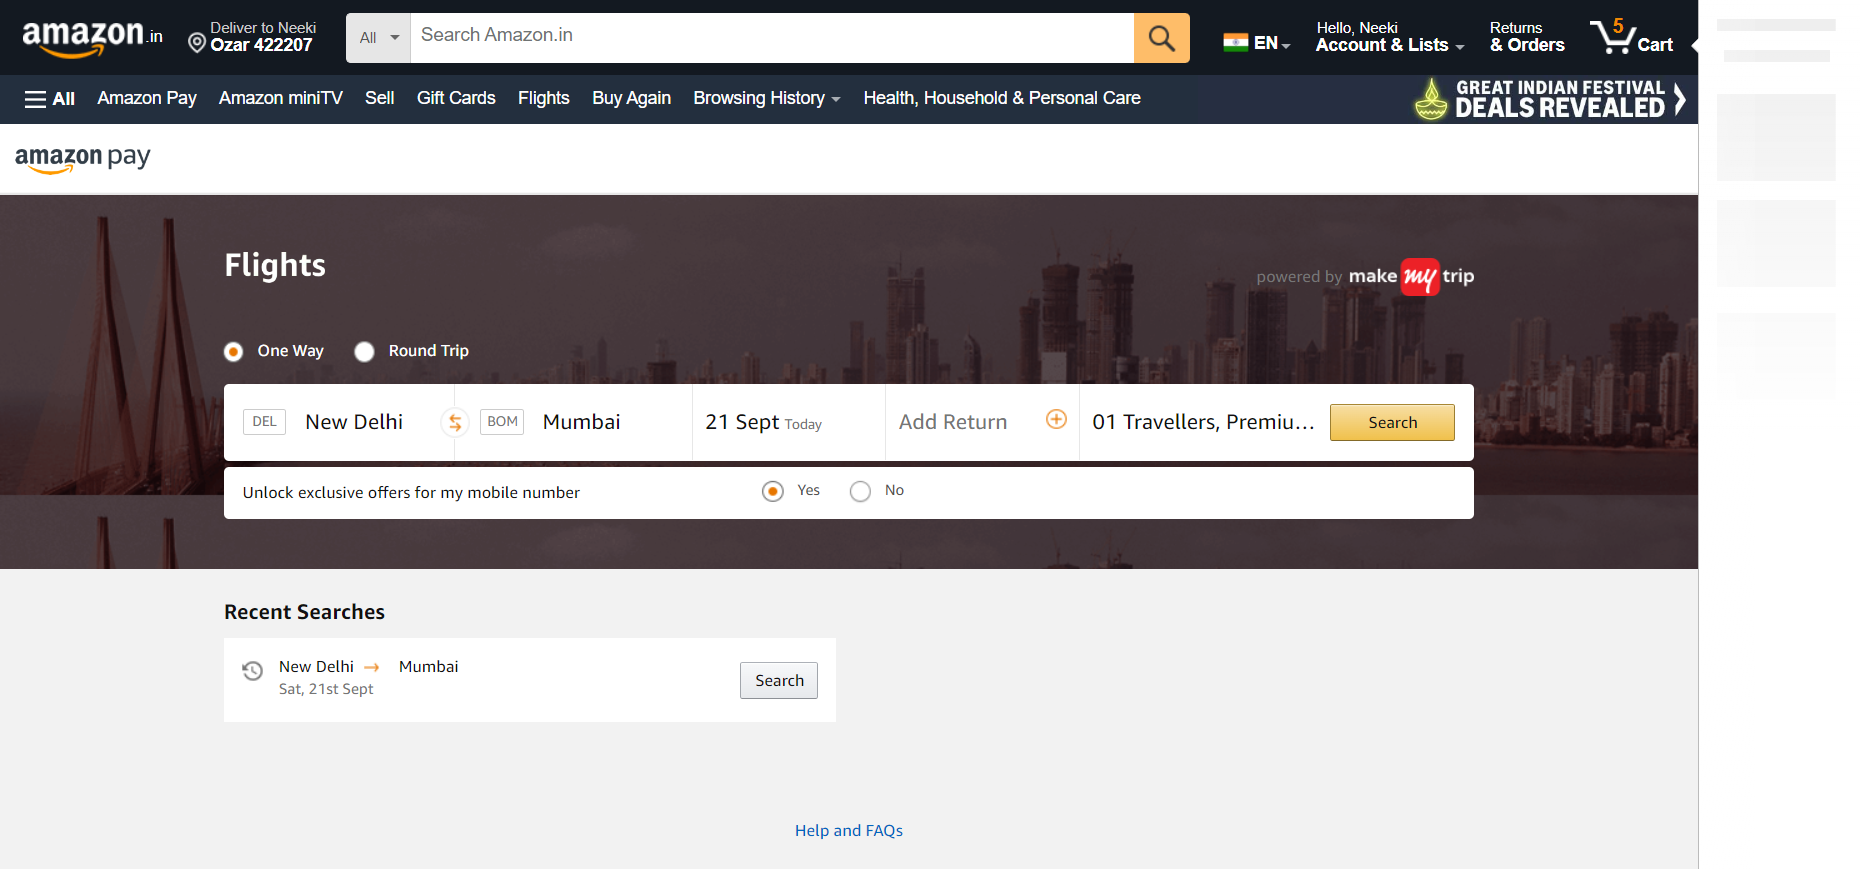 amazon.in
Deliver to Neeki
Ozar 422207
All
Search Amazon.in
EN
Hello, Neeki
Account & Lists
Returns
& Orders
5
Cart
All
Amazon Pay
Amazon miniTV
Sell
Gift Cards
Flights
Buy Again
Browsing History
Health, Household & Personal Care
GREAT INDIAN FESTIVAL
DEALS REVEALED
amazon pay
Flights
powered by make my trip
One Way
Round Trip
DEL
New Delhi
BOM
Mumbai
21 Sept Today
Add Return
01 Travellers, Premiu...
Search
Unlock exclusive offers for my mobile number
Yes
No
Recent Searches
New Delhi → Mumbai
Sat, 21st Sept
Search
Help and FAQs